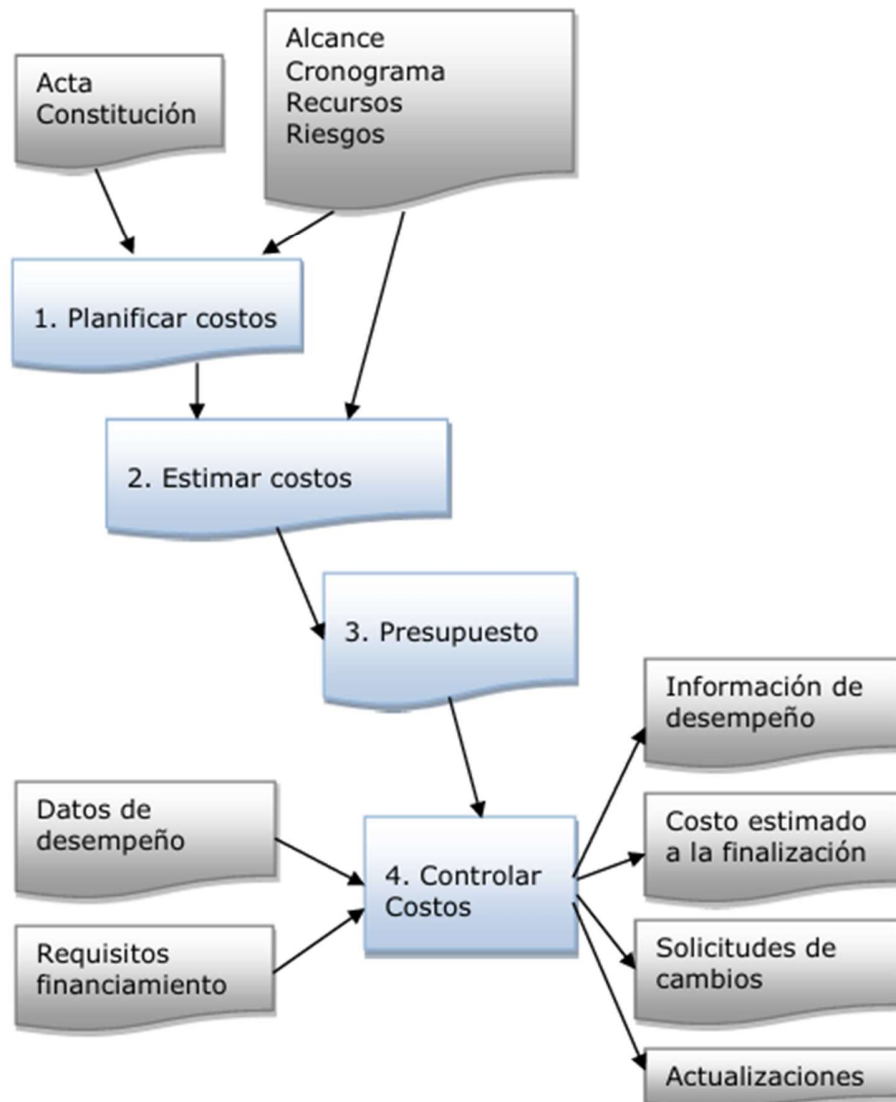 Acta
Constitución
Alcance
Cronograma
Recursos
Riesgos
1. Planificar costos
2. Estimar costos
3. Presupuesto
Información de
desempeño
Datos de
desempeño
Costo estimado
a la finalización
4. Controlar
Costos
Requisitos
financiamiento
Solicitudes de
cambios
Actualizaciones